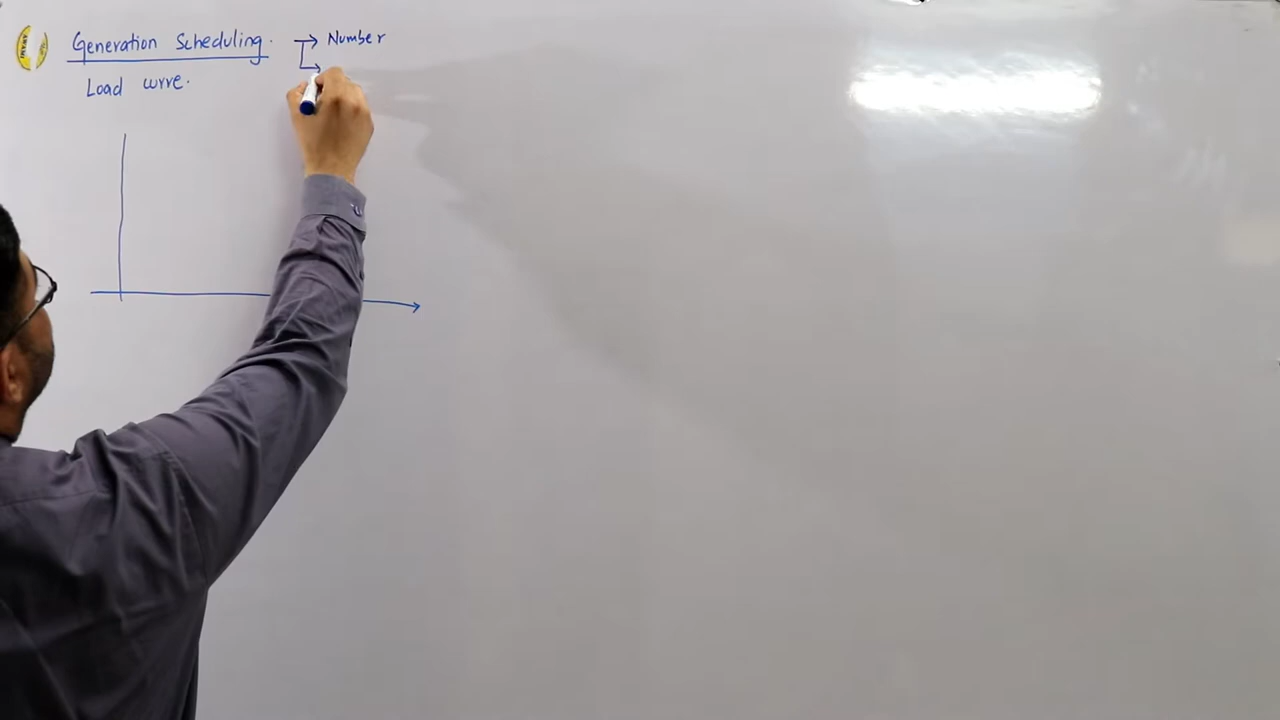 Generation Scheduling. → Number
Load curve.